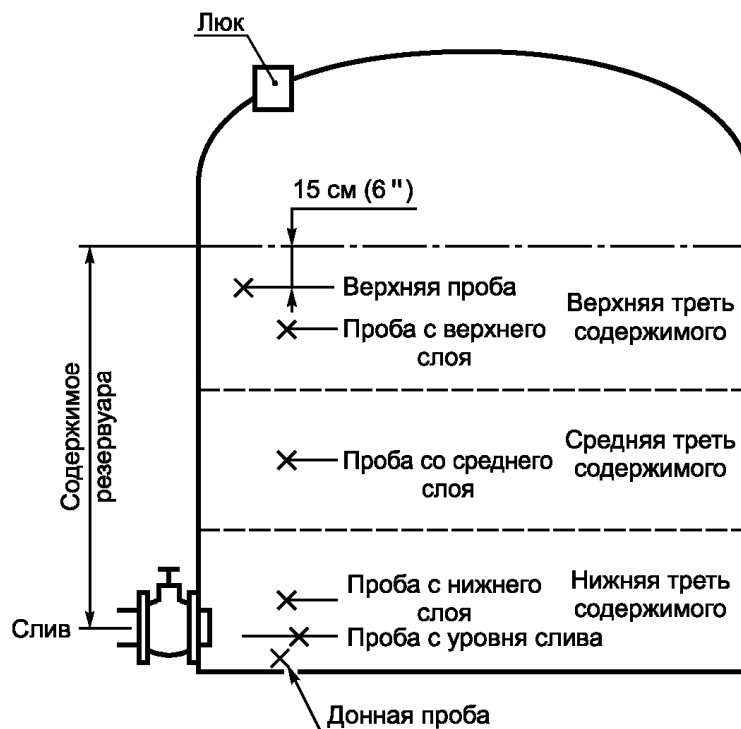 Люк
15 см (6")
Верхняя проба
Верхняя треть
содержимого
Проба с верхнего
слоя
Содержимое
резервуара
Средняя треть
содержимого
Проба со среднего
слоя
Проба с нижнего
слоя
Нижняя треть
содержимого
Слив
Проба с уровня слива
Донная проба